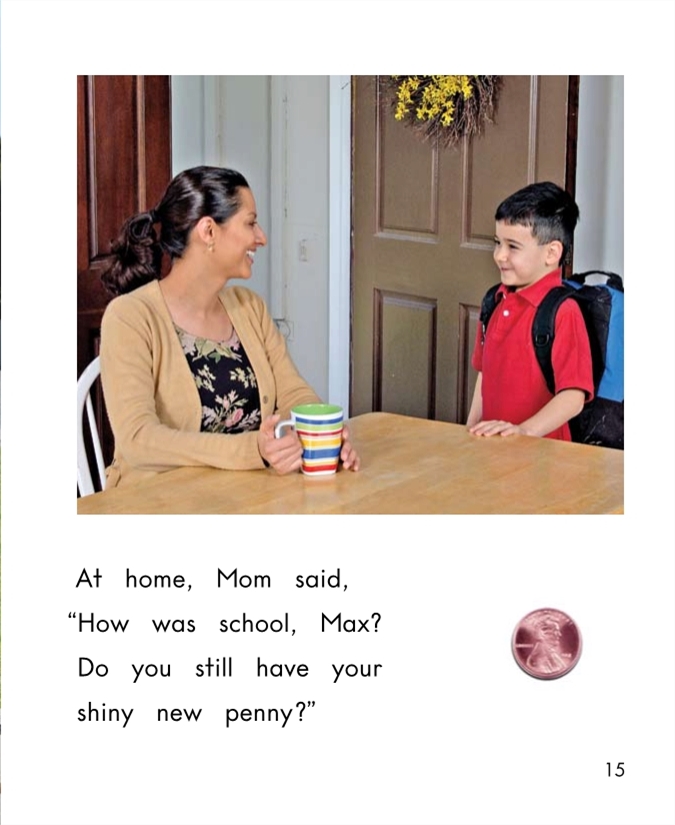 At home, Mom said,
“How was school, Max?
Do you still have your
shiny new penny?”
15